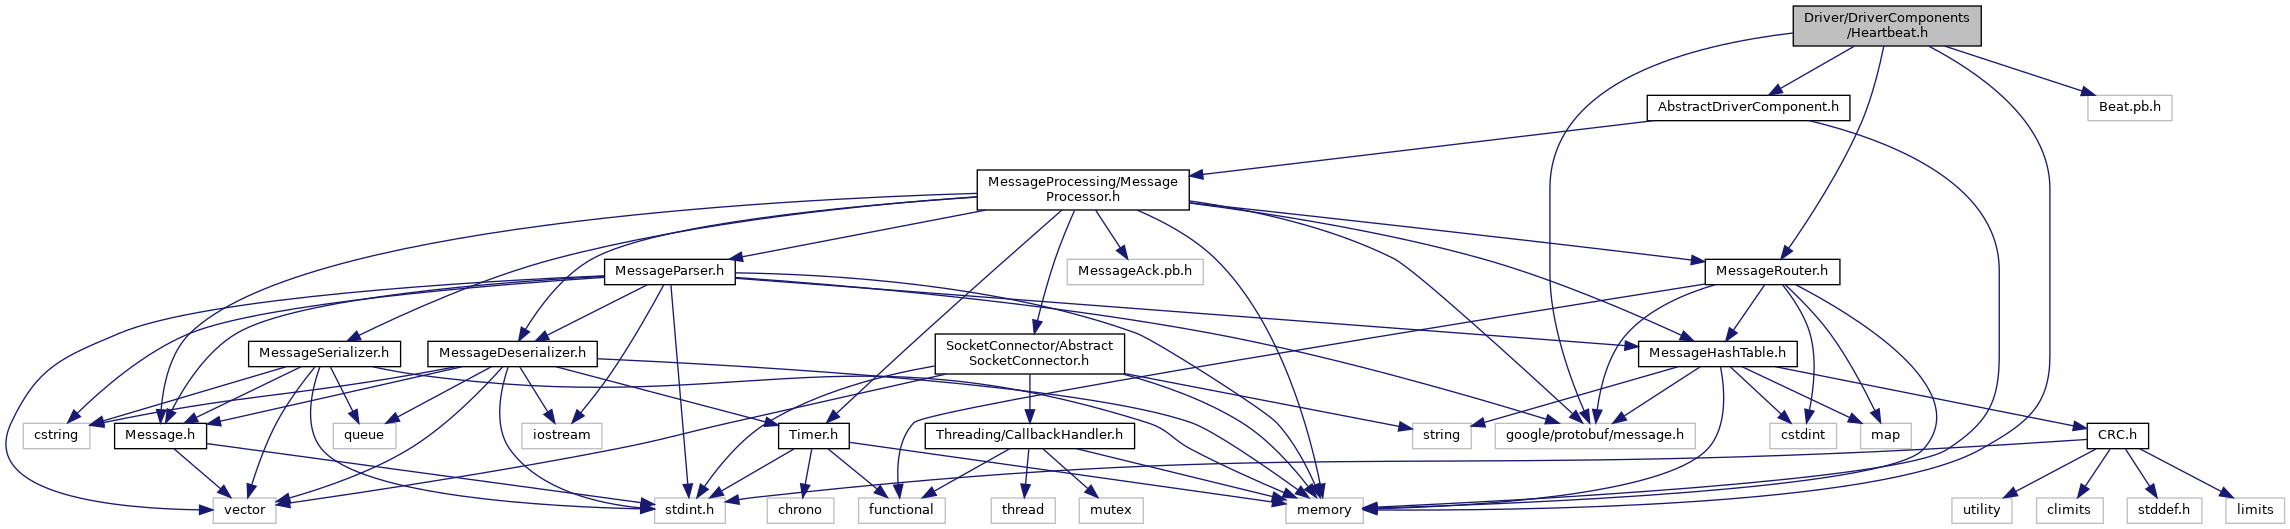 Driver/DriverComponents
/Heartbeat.h
AbstractDriverComponent.h
Beat.pb.h
MessageProcessing/Message
Processor.h
MessageParser.h
MessageAck.pb.h
MessageRouter.h
MessageSerializer.h
MessageDeserializer.h
SocketConnector/Abstract
SocketConnector.h
MessageHashTable.h
cstring
Message.h
queue
iostream
Timer.h
Threading/CallbackHandler.h
string
google/protobuf/message.h
cstdint
map
CRC.h
vector
stdint.h
chrono
functional
thread
mutex
memory
utility
climits
stddef.h
limits